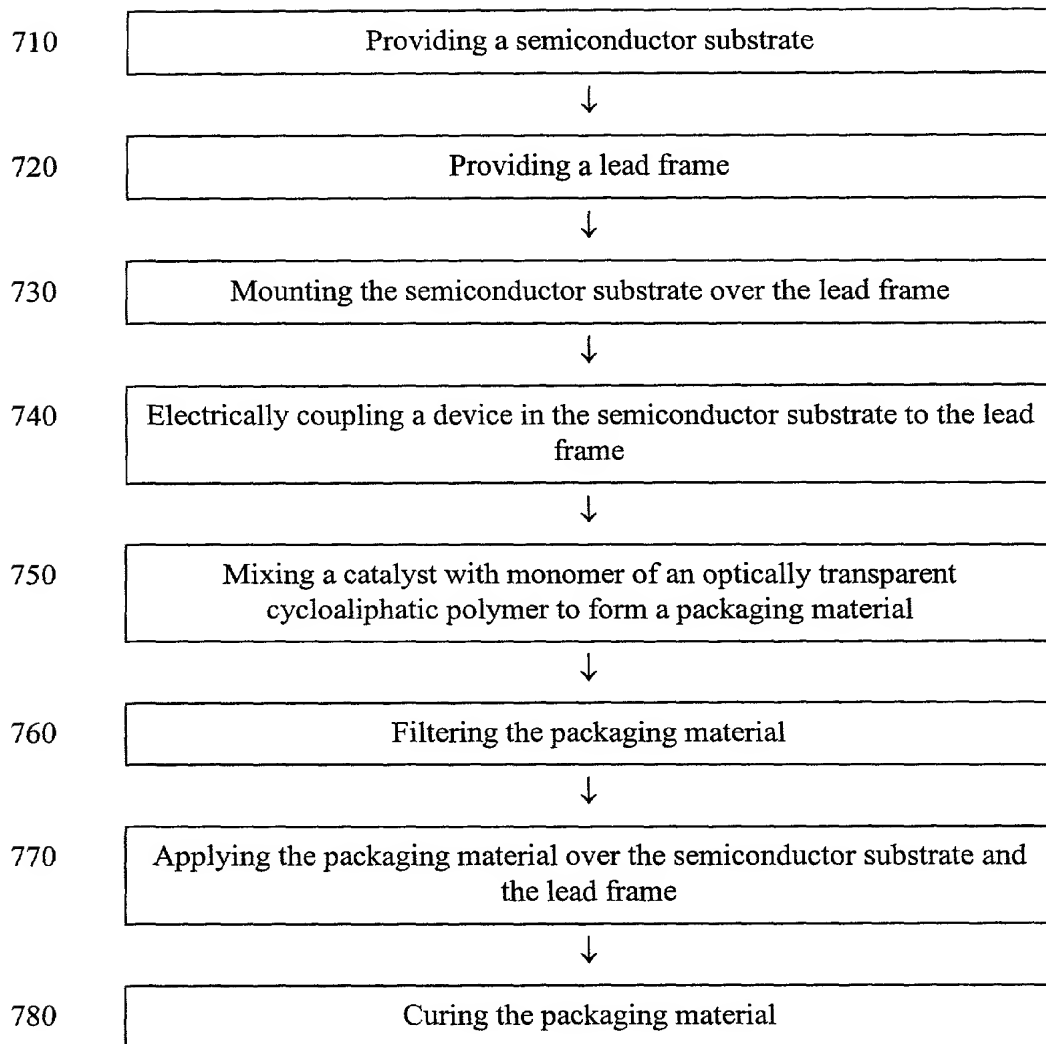 710 Providing a semiconductor substrate
↓
720 Providing a lead frame
↓
730 Mounting the semiconductor substrate over the lead frame
↓
740 Electrically coupling a device in the semiconductor substrate to the lead
frame
↓
750 Mixing a catalyst with monomer of an optically transparent
cycloaliphatic polymer to form a packaging material
↓
760 Filtering the packaging material
↓
770 Applying the packaging material over the semiconductor substrate and
the lead frame
↓
780 Curing the packaging material